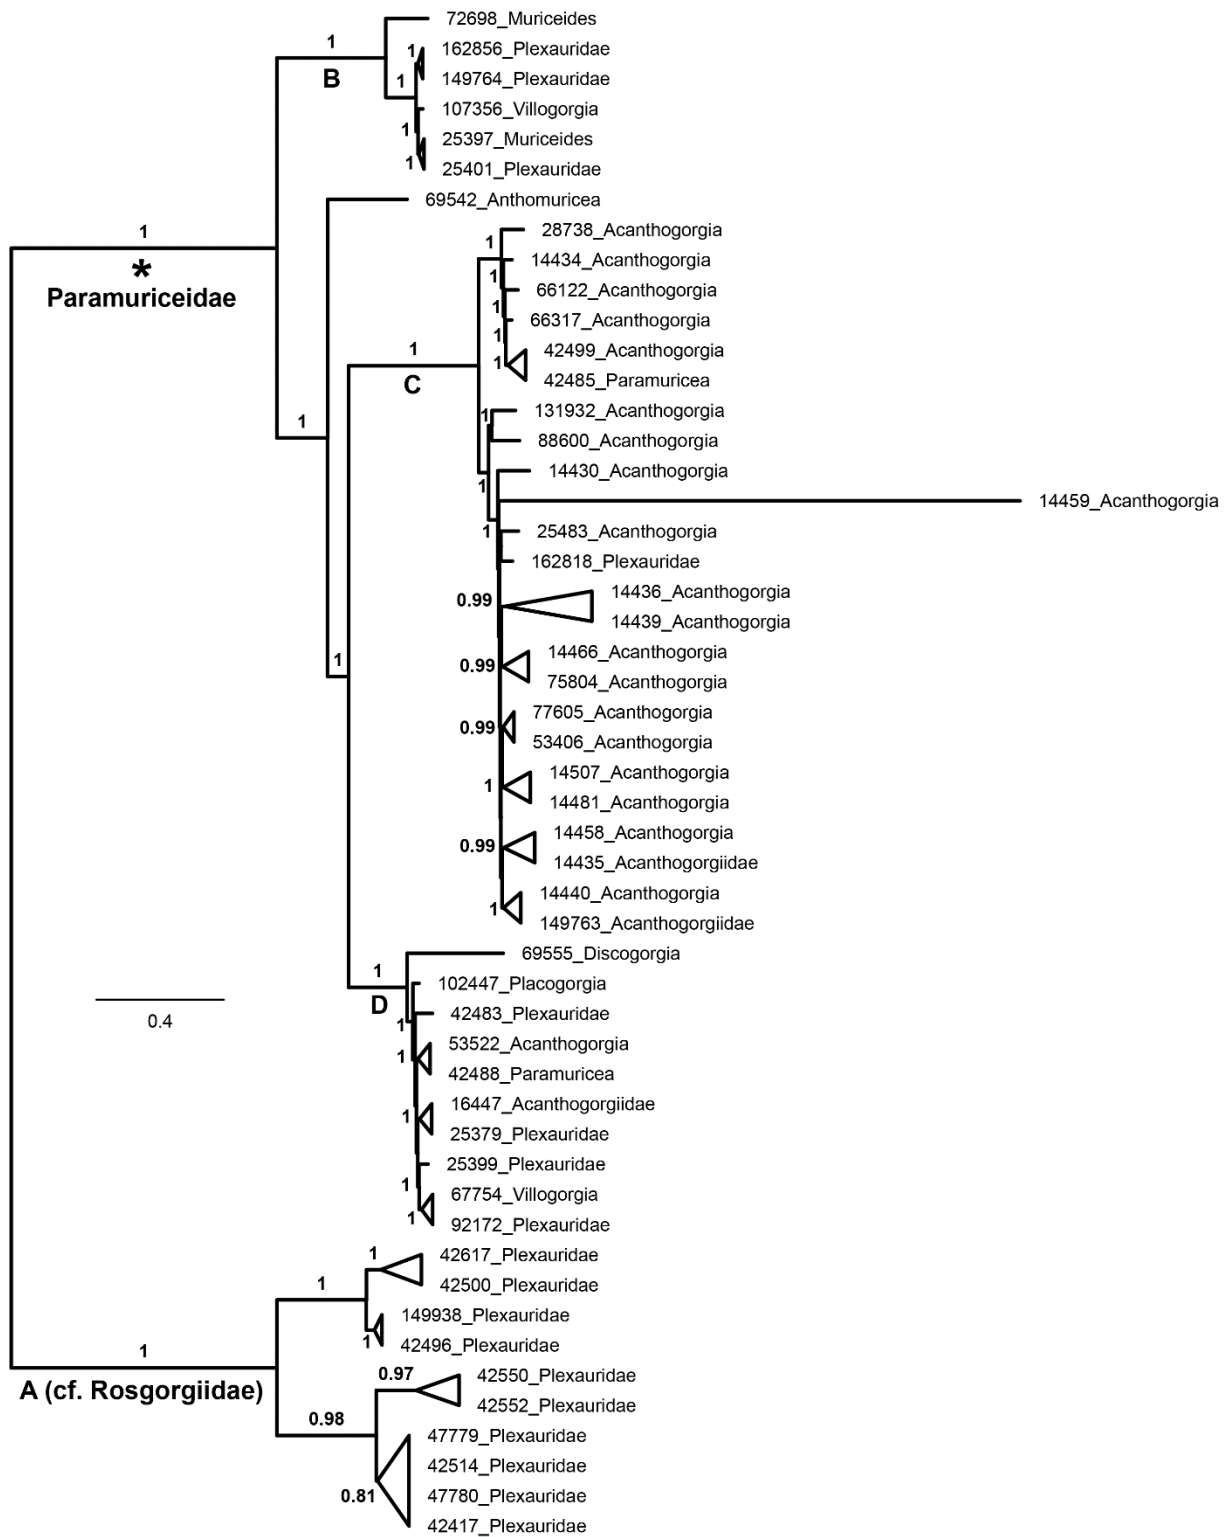 72698_Muriceides
1
1
162856_Plexauridae
B
1
149764_Plexauridae
107356_Villogorgia
1
25397_Muriceides
1
25401_Plexauridae
69542_Anthomuricea
1
*
Paramuriceidae
28738_Acanthogorgia
1
14434_Acanthogorgia
1
66122_Acanthogorgia
1
66317_Acanthogorgia
1
1
42499_Acanthogorgia
1
C
42485_Paramuricea
1
131932_Acanthogorgia
1
88600_Acanthogorgia
14430_Acanthogorgia
1
14459_Acanthogorgia
1
25483_Acanthogorgia
162818_Plexauridae
0.99
14436_Acanthogorgia
14439_Acanthogorgia
1
14466_Acanthogorgia
0.99
75804_Acanthogorgia
77605_Acanthogorgia
0.99
53406_Acanthogorgia
14507_Acanthogorgia
1
14481_Acanthogorgia
14458_Acanthogorgia
0.99
14435_Acanthogorgiidae
14440_Acanthogorgia
1
149763_Acanthogorgiidae
69555_Discogorgia
1
D
102447_Placogorgia
0.4
1
42483_Plexauridae
53522_Acanthogorgia
1
42488_Paramuricea
16447_Acanthogorgiidae
1
25379_Plexauridae
25399_Plexauridae
1
67754_Villogorgia
1
92172_Plexauridae
1
42617_Plexauridae
1
42500_Plexauridae
149938_Plexauridae
1
42496_Plexauridae
1
A (cf. Rosgorgiidae)
0.97
42550_Plexauridae
42552_Plexauridae
0.98
47779_Plexauridae
42514_Plexauridae
0.81
47780_Plexauridae
42417_Plexauridae